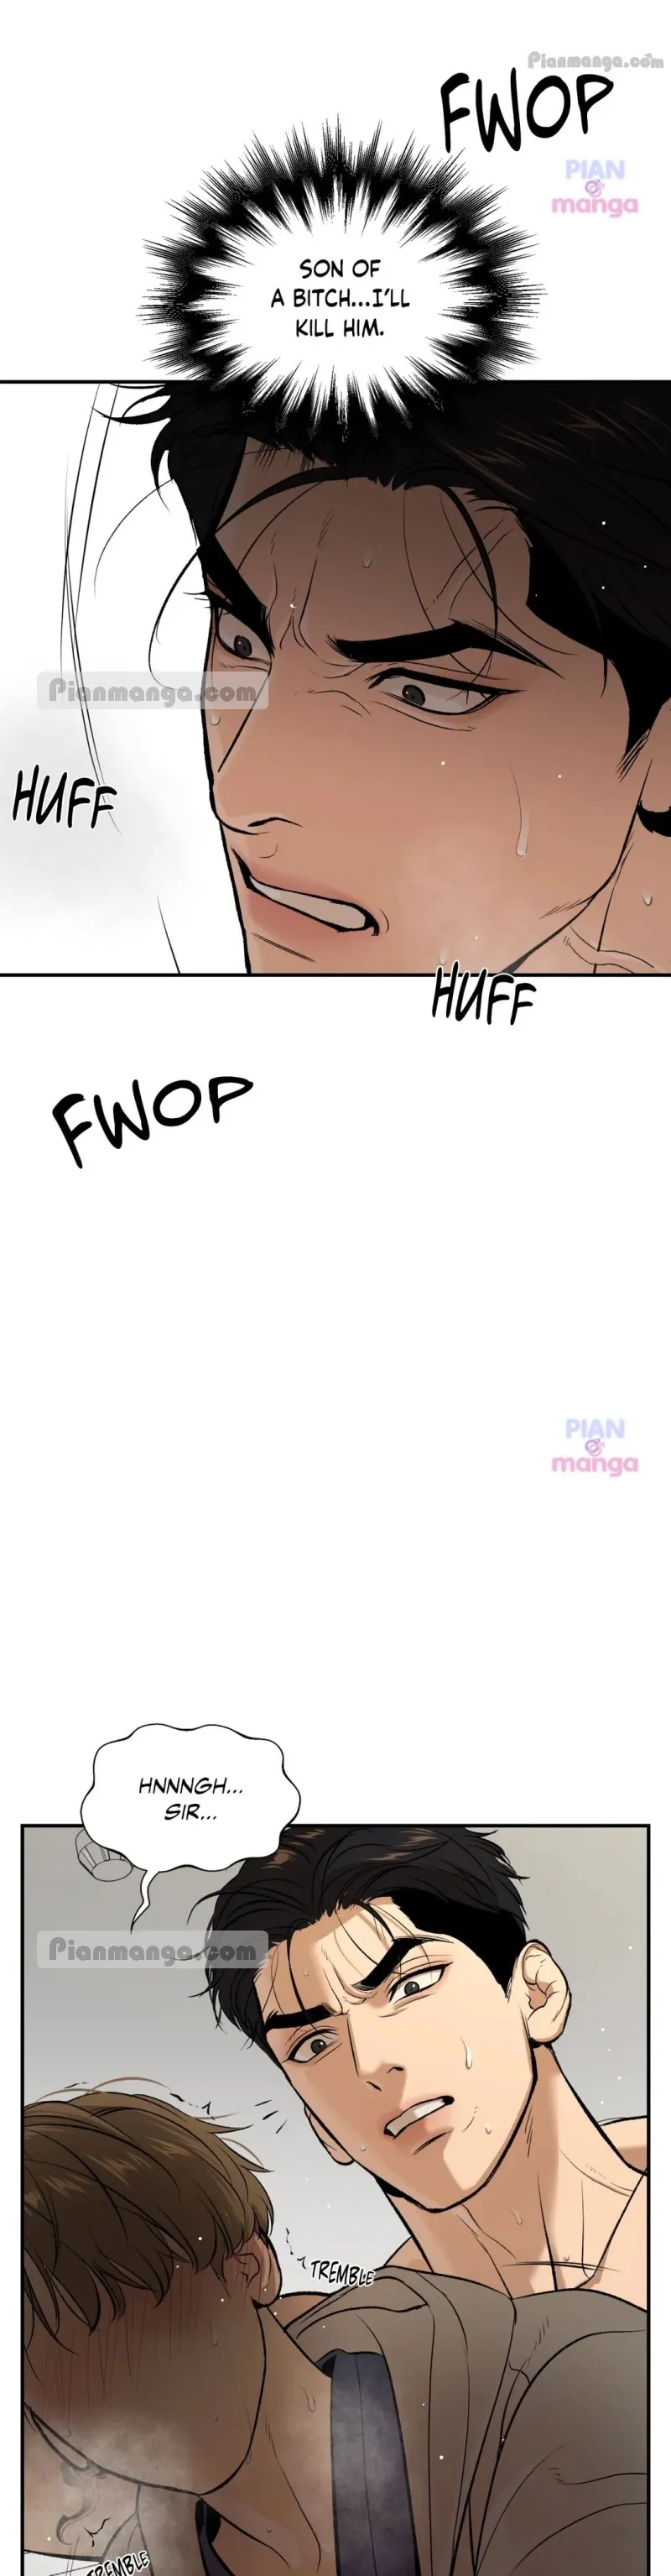 Pianmanga.com
FWOP
PIAN
manga
SON OF
A BITCH...I'LL
KILL HIM.
Pianmanga.com
HUFF
HUFF
FWOP
PIAN
manga
HNNNGH...
SIR...
Pianmanga.com
TREMBLE
TREMBLE